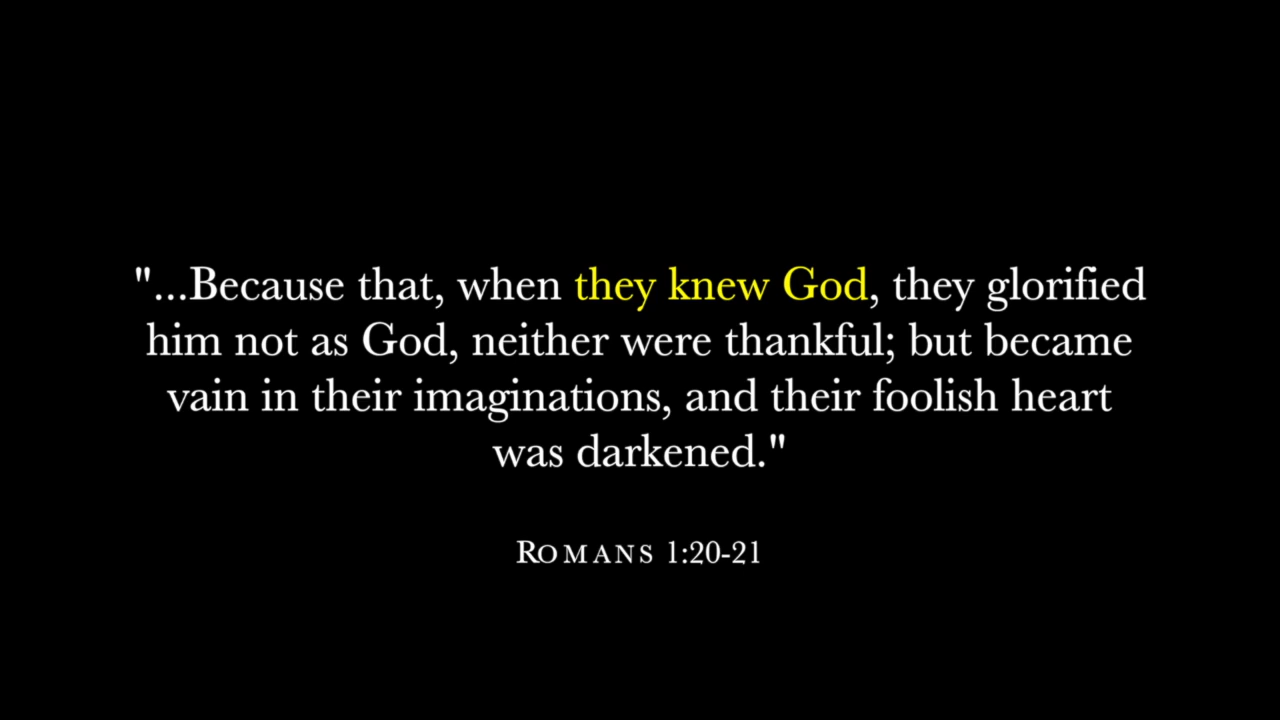 "...Because that, when they knew God, they glorified
him not as God, neither were thankful; but became
vain in their imaginations, and their foolish heart
was darkened."
ROMANS 1:20-21